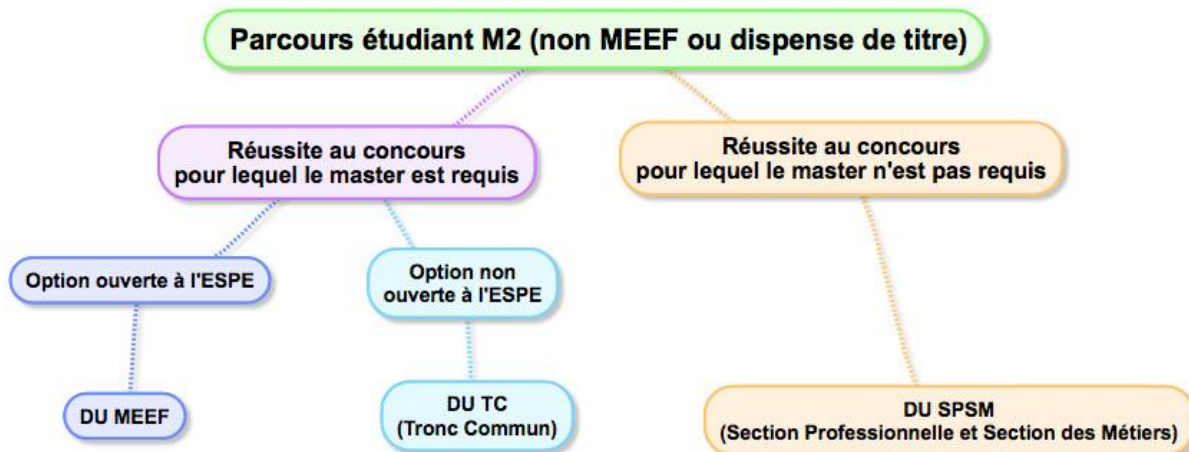 Parcours étudiant M2 (non MEEF ou dispense de titre)
Réussite au concours
pour lequel le master est requis
Réussite au concours
pour lequel le master n'est pas requis
Option ouverte à l'ESPE
Option non
ouverte à l'ESPE
DU MEEF
DU TC
(Tronc Commun)
DU SPSM
(Section Professionnelle et Section des Métiers)